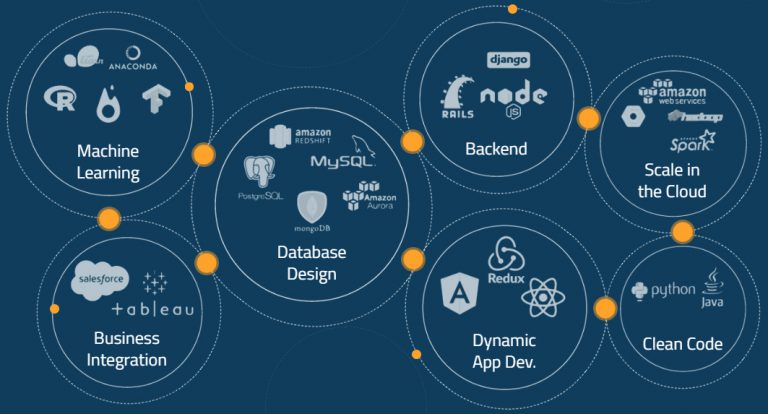 ANACONDA
R
Machine
Learning
salesforce
+ a b l e a u
Business
Integration
amazon
REDSHIFT
MySQL
PostgreSQL
Amazon
Aurora
mongoDB
Database
Design
django
RAILS
node
JS
Backend
Redux
A
Dynamic
App Dev.
amazon
web services
hadoop
Spark
Scale in
the Cloud
python
Java
Clean Code